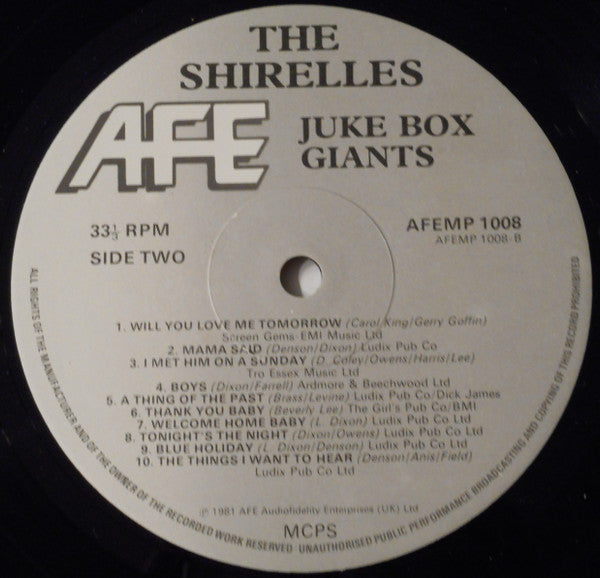 THE
SHIRELLES
AFE
JUKE BOX
GIANTS
33⅓ RPM
SIDE TWO
AFEMP 1008
AFEMP 1008-B
1. WILL YOU LOVE ME TOMORROW (Carol King/Gerry Goffin)
Screen Gems-EMI Music Ltd
2. MAMA SAID (Denson/Dixon) Ludix Pub Co
3. I MET HIM ON A SUNDAY (D. Coley/Owens/Harris/Lee)
Tro Essex Music Ltd
4. BOYS (Dixon/Farrell) Ardmore & Beechwood Ltd
5. A THING OF THE PAST (Brass/Levine) Ludix Pub Co/Dick James
6. THANK YOU BABY (Beverly Lee) The Girl's Pub Co/BMI
7. WELCOME HOME BABY (L. Dixon) Ludix Pub Co Ltd
8. TONIGHT'S THE NIGHT (Dixon/Owens) Ludix Pub Co Ltd
9. BLUE HOLIDAY (L. Dixon/Denson) Ludix Pub Co Ltd
10. THE THINGS I WANT TO HEAR (Denson/Anis/Field)
Ludix Pub Co Ltd
℗ 1981 AFE Audiofidelity Enterprises (UK) Ltd
MCPS
ALL RIGHTS OF THE MANUFACTURER AND OF THE OWNER OF THE RECORDED WORK RESERVED · UNAUTHORISED PUBLIC PERFORMANCE BROADCASTING AND COPYING OF THIS RECORD PROHIBITED